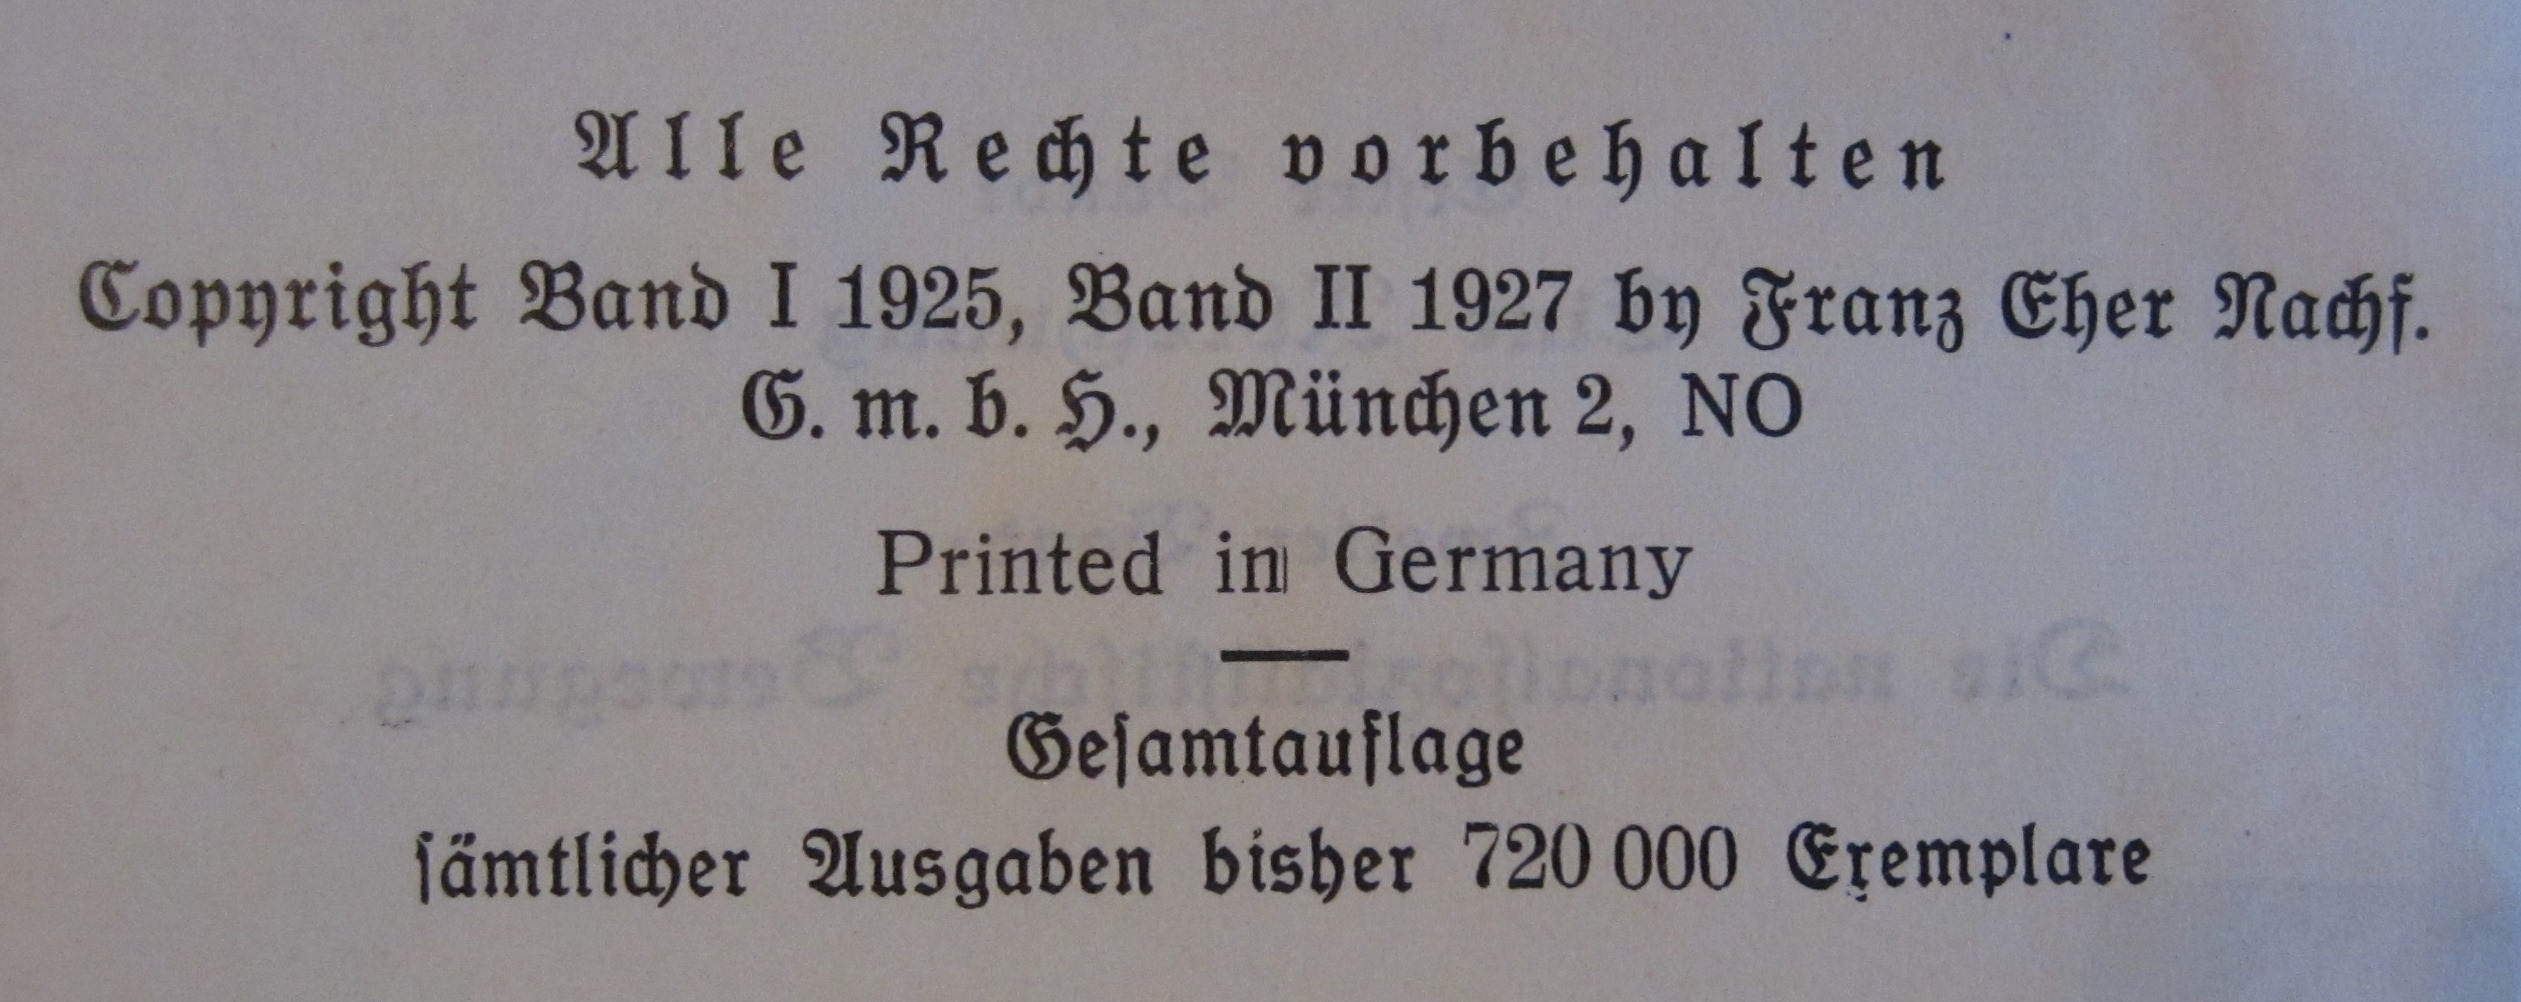 Alle Rechte vorbehalten
Copyright Band I 1925, Band II 1927 by Franz Eher Nachf.
G. m. b. H., München 2, NO
Printed in Germany
Geſamtauflage
ſämtlicher Ausgaben bisher 720 000 Exemplare